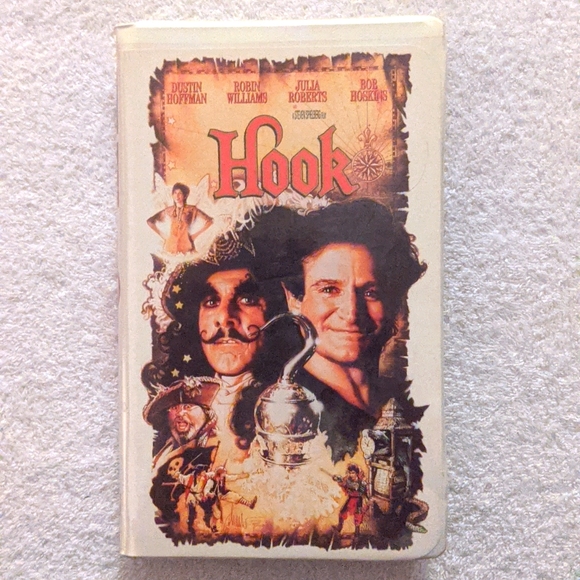 DUSTIN HOFFMAN
ROBIN WILLIAMS
JULIA ROBERTS
BOB HOSKINS
Hook